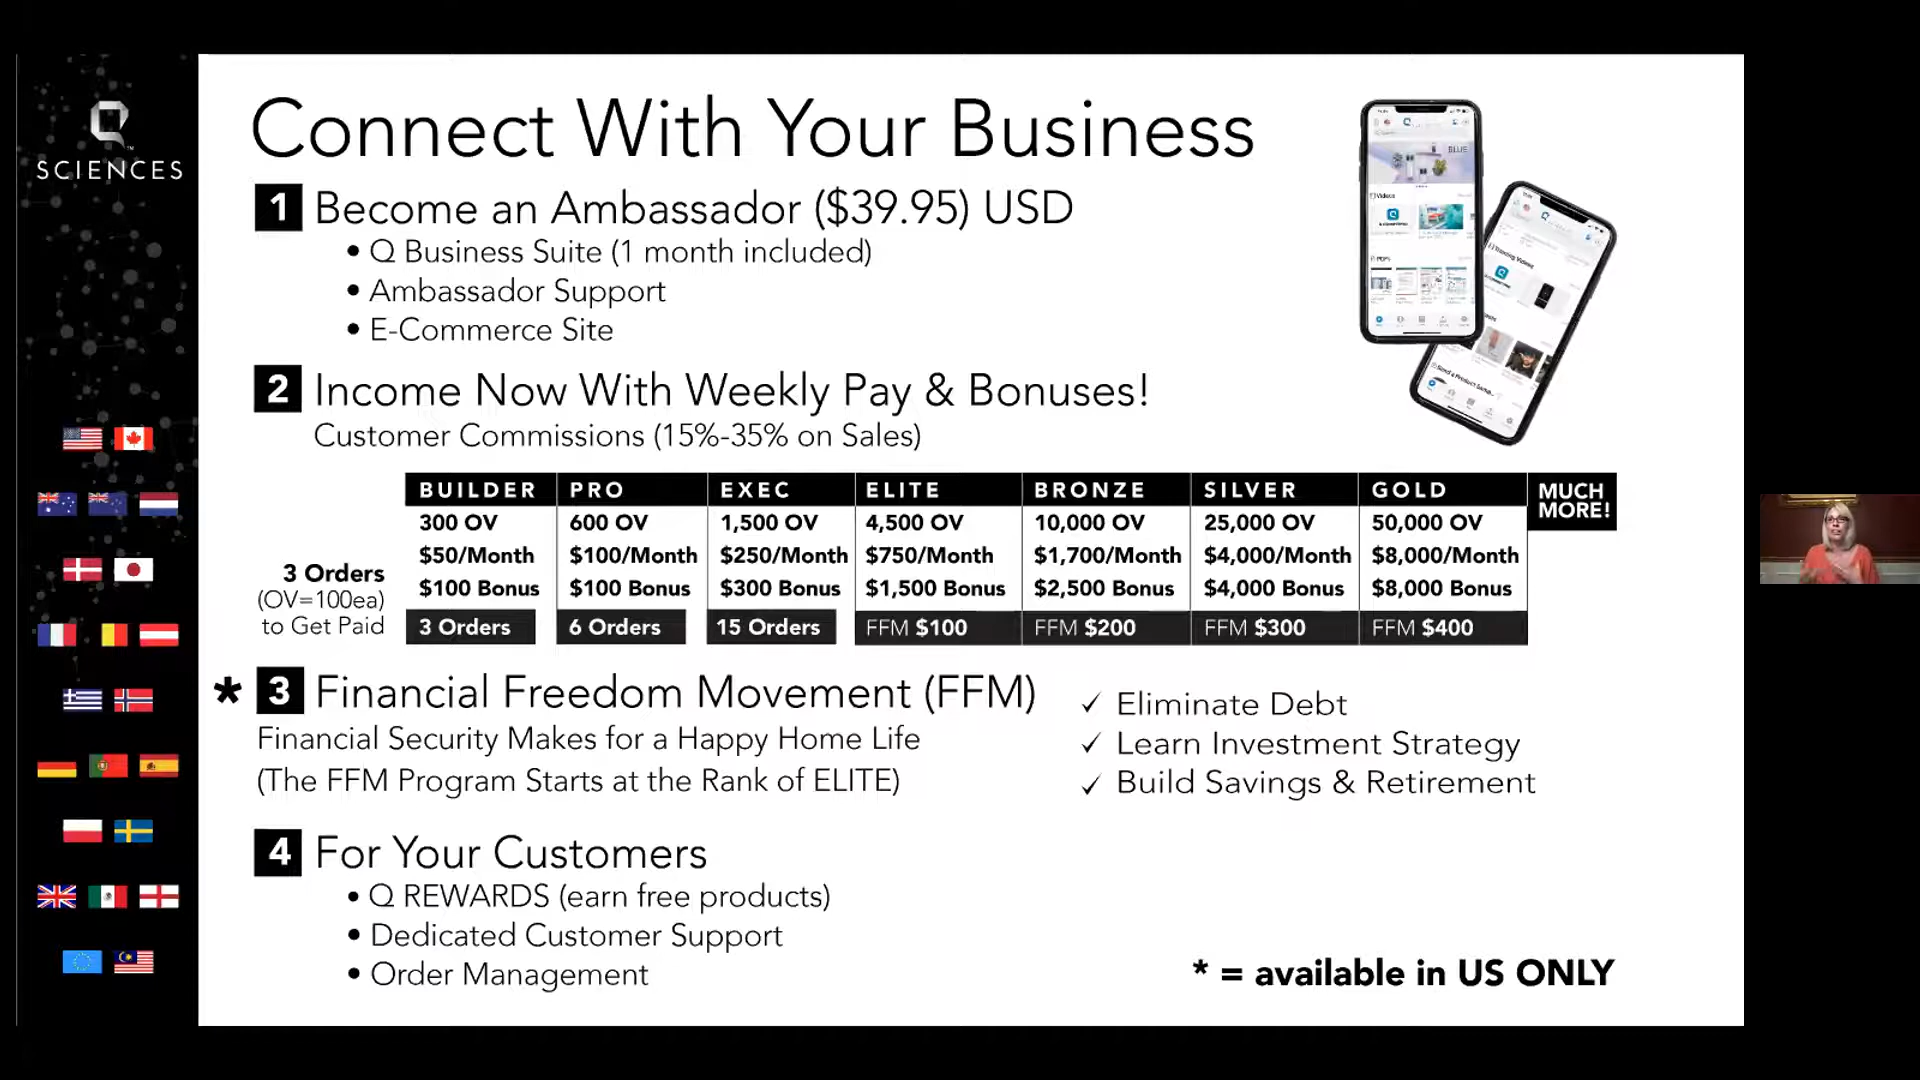 SCIENCES
Connect With Your Business
1 Become an Ambassador ($39.95) USD
• Q Business Suite (1 month included)
• Ambassador Support
• E-Commerce Site
2 Income Now With Weekly Pay & Bonuses!
Customer Commissions (15%-35% on Sales)
BUILDER PRO EXEC ELITE BRONZE SILVER GOLD MUCH MORE!
300 OV 600 OV 1,500 OV 4,500 OV 10,000 OV 25,000 OV 50,000 OV
$50/Month $100/Month $250/Month $750/Month $1,700/Month $4,000/Month $8,000/Month
$100 Bonus $100 Bonus $300 Bonus $1,500 Bonus $2,500 Bonus $4,000 Bonus $8,000 Bonus
3 Orders
(OV=100ea)
to Get Paid
3 Orders 6 Orders 15 Orders FFM $100 FFM $200 FFM $300 FFM $400
* 3 Financial Freedom Movement (FFM)
Financial Security Makes for a Happy Home Life
(The FFM Program Starts at the Rank of ELITE)
✓ Eliminate Debt
✓ Learn Investment Strategy
✓ Build Savings & Retirement
4 For Your Customers
• Q REWARDS (earn free products)
• Dedicated Customer Support
• Order Management
* = available in US ONLY
BLUE
Videos
PDFs
Training Videos